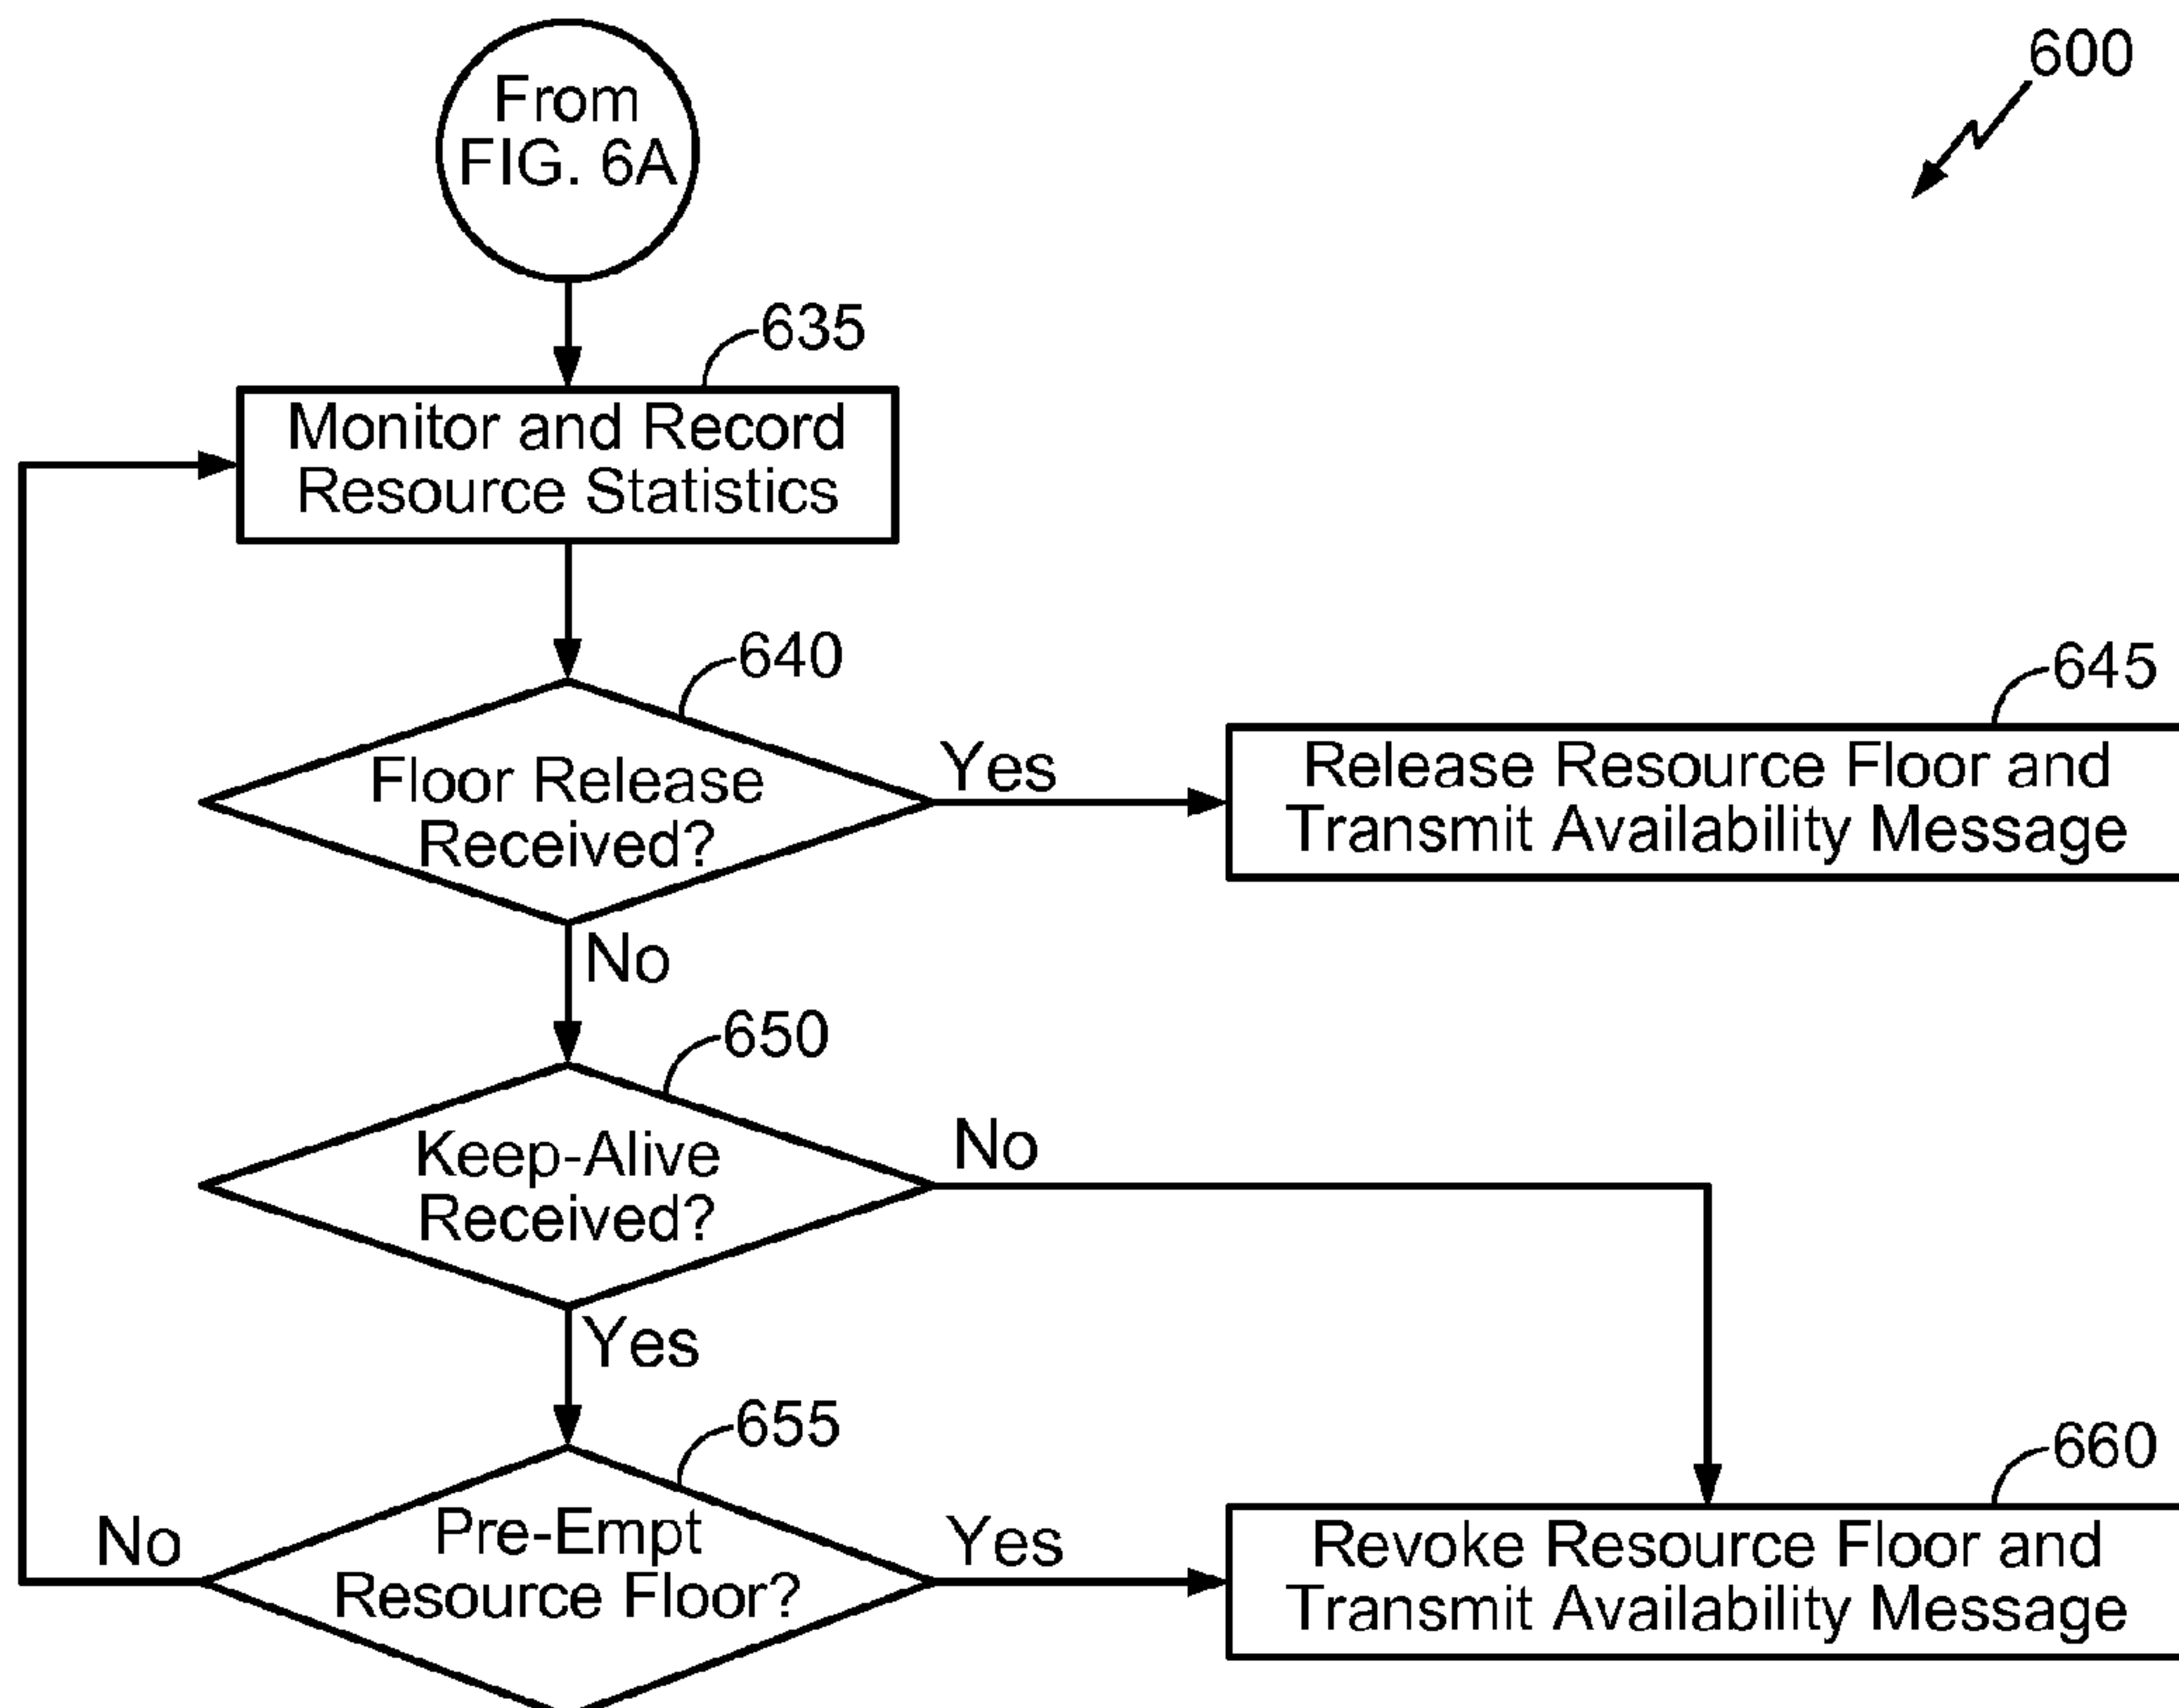 600
From
FIG. 6A
635
Monitor and Record
Resource Statistics
640
Floor Release
Received?
Yes
645
Release Resource Floor and
Transmit Availability Message
No
650
Keep-Alive
Received?
No
Yes
655
Pre-Empt
Resource Floor?
No
Yes
660
Revoke Resource Floor and
Transmit Availability Message